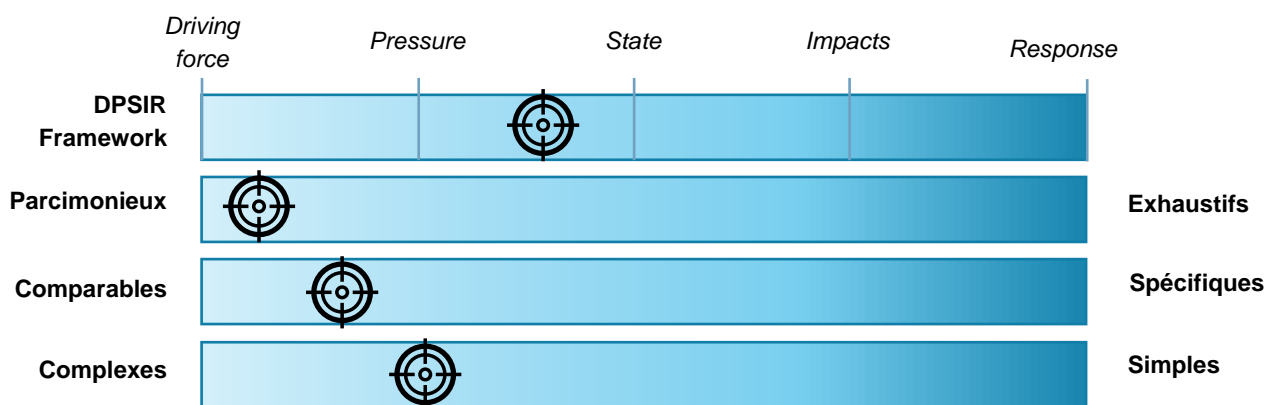 Driving
force
Pressure
State
Impacts
Response
DPSIR
Framework
Parcimonieux
Exhaustifs
Comparables
Spécifiques
Complexes
Simples